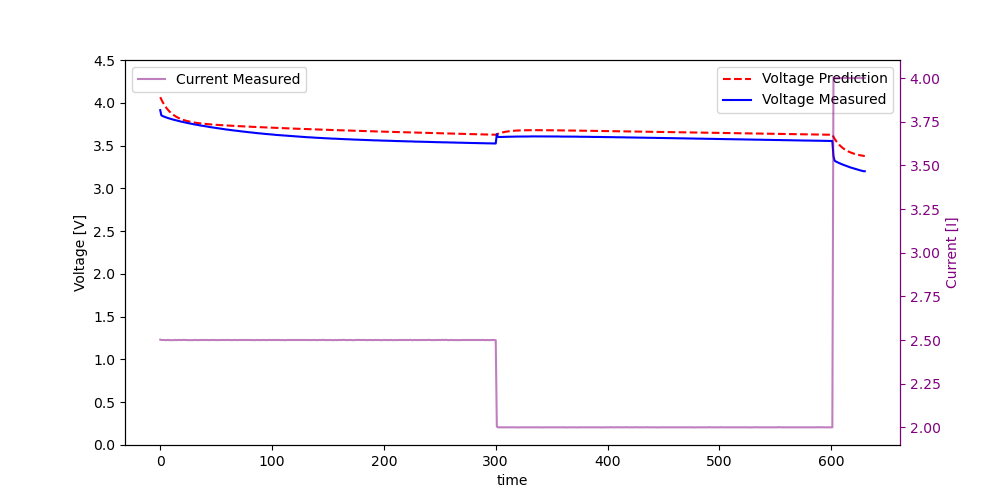 Current Measured
Voltage Prediction
Voltage Measured
4.5
4.0
3.5
3.0
2.5
2.0
1.5
1.0
0.5
0.0
Voltage [V]
4.00
3.75
3.50
3.25
3.00
2.75
2.50
2.25
2.00
Current [I]
0 100 200 300 400 500 600
time